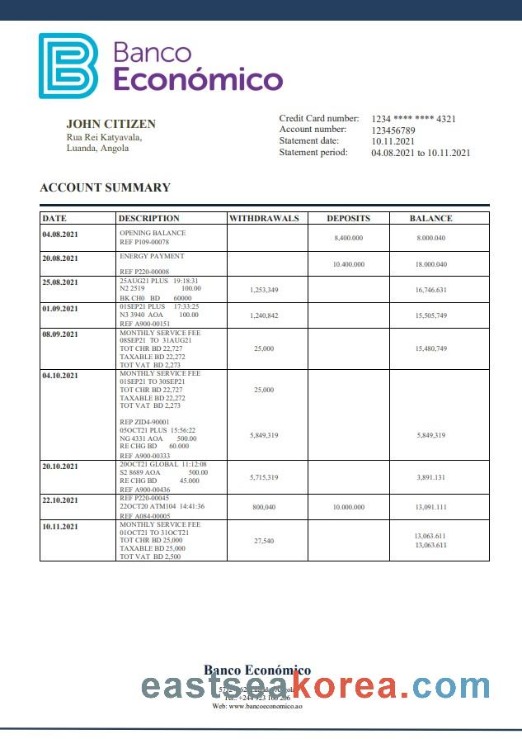 Banco
Económico
JOHN CITIZEN
Rua Rei Katyavala,
Luanda, Angola
Credit Card number: 1234 **** **** 4321
Account number: 123456789
Statement date: 10.11.2021
Statement period: 04.08.2021 to 10.11.2021
ACCOUNT SUMMARY
DATE DESCRIPTION WITHDRAWALS DEPOSITS BALANCE
04.08.2021 OPENING BALANCE
REF P109-00078 8,400.000 8.000.040
20.08.2021 ENERGY PAYMENT
10.400.000 18.000.040
REF P220-00008
25.08.2021 25AUG21 PLUS 19:18:31
N2 2519 100.00 1,253,349 16,746.631
BK CH0 BD 60000
01.09.2021 01SEP21 PLUS 17:33:25
N3 3940 AOA 100.00 1,240,842 15,505,749
REF A900-00151
08.09.2021 MONTHLY SERVICE FEE
08SEP21 TO 31AUG21
TOT CHR BD 22,727 25,000 15,480,749
TAXABLE BD 22,272
TOT VAT BD 2,273
04.10.2021 MONTHLY SERVICE FEE
01SEP21 TO 30SEP21
TOT CHR BD 22,727 25,000
TAXABLE BD 22,272
TOT VAT BD 2,273
REP ZID4-90001
05OCT21 PLUS 15:56:22
NG 4331 AOA 500.00 5,849,319 5,849,319
RE CHG BD 60.000
REF A900-00333
20.10.2021 20OCT21 GLOBAL 11:12:08
S2 8689 AOA 500.00
RE CHG BD 45.000 5,715,319 3,891.131
REF A900-00436
22.10.2021 REF P220-00045
22OCT20 ATM104 14:41:36 800,040 10.000.000 13,091.111
REF A084-00005
10.11.2021 MONTHLY SERVICE FEE
01OCT21 TO 31OCT21 13,063.611
TOT CHR BD 25,000 27,540 13,063.611
TAXABLE BD 25,000
TOT VAT BD 2,500
Banco Económico
eastseakorea.com
Web: www.bancoeconomico.ao